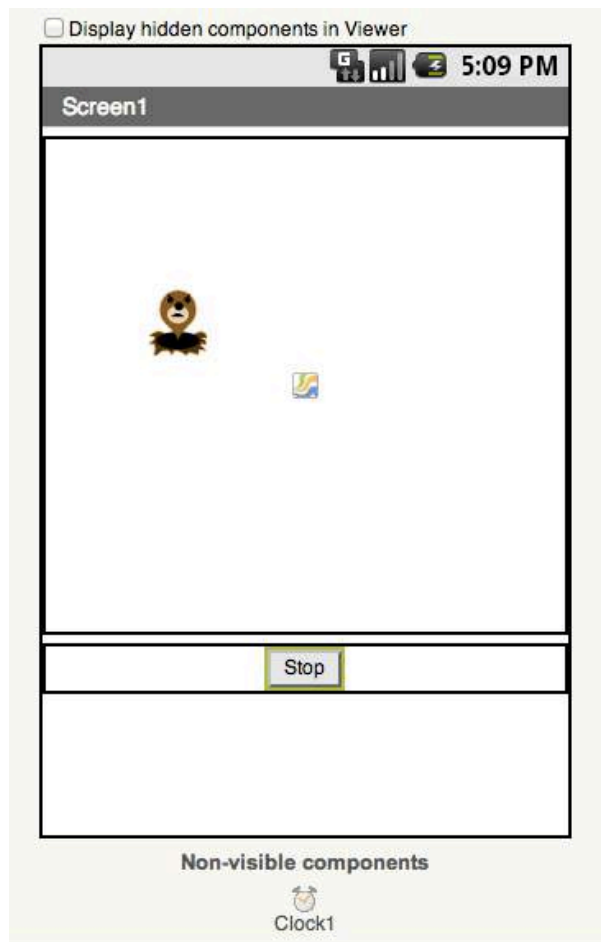 Display hidden components in Viewer
G 5:09 PM
Screen1
Stop
Non-visible components
Clock1